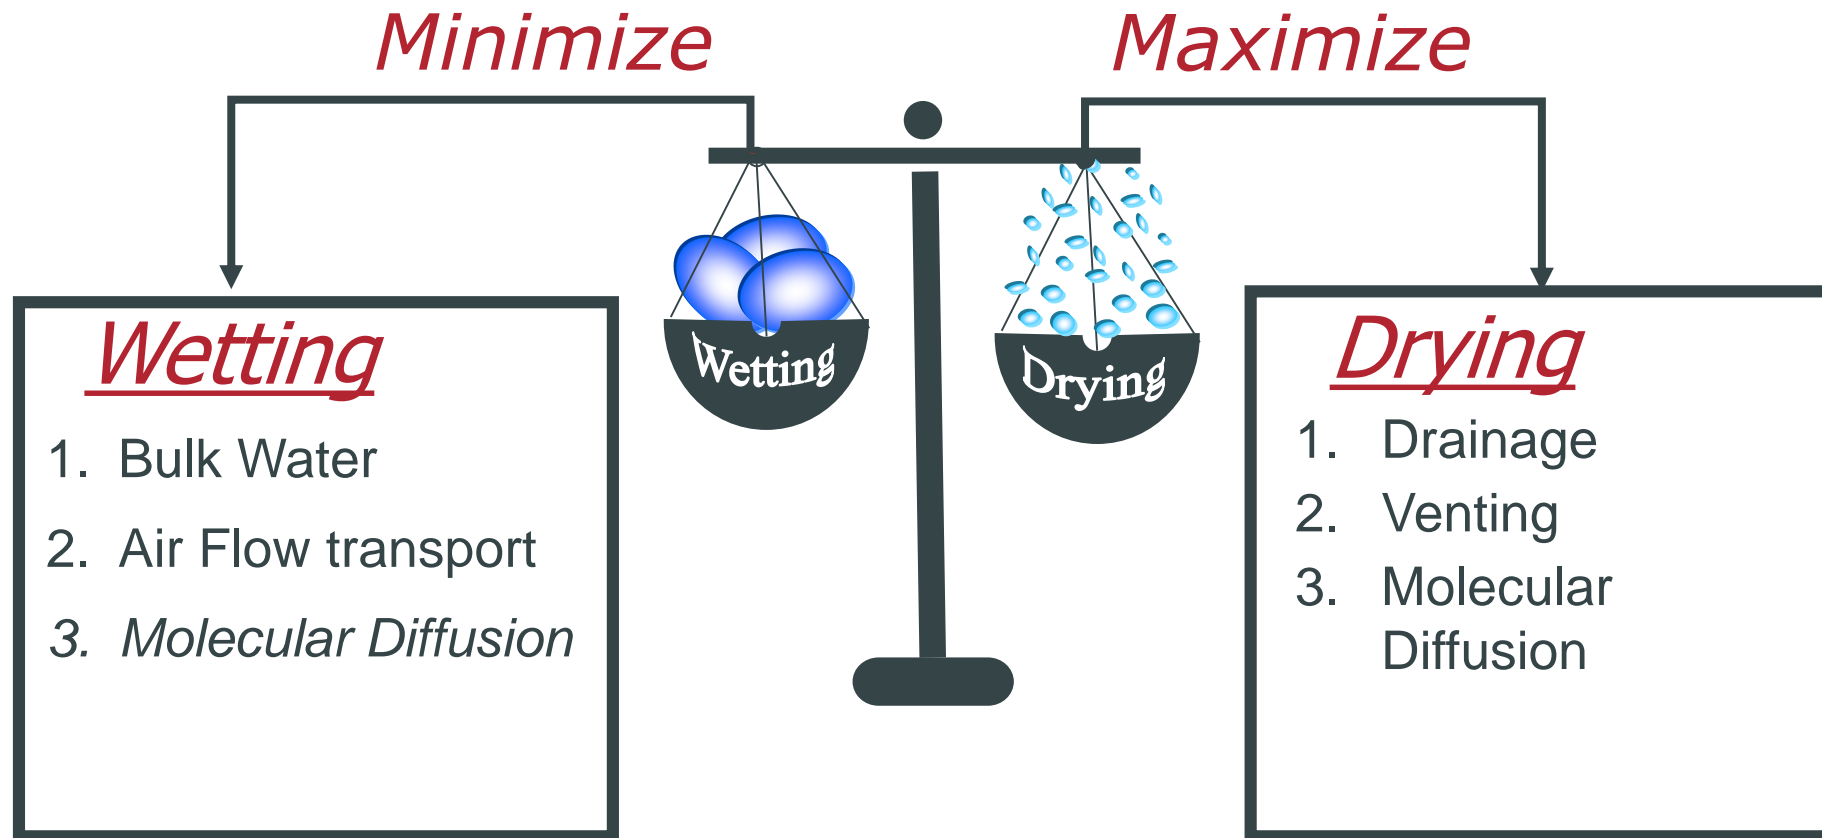 Minimize
Maximize
Wetting
Drying
Wetting
1. Bulk Water
2. Air Flow transport
3. Molecular Diffusion
Drying
1. Drainage
2. Venting
3. Molecular
Diffusion